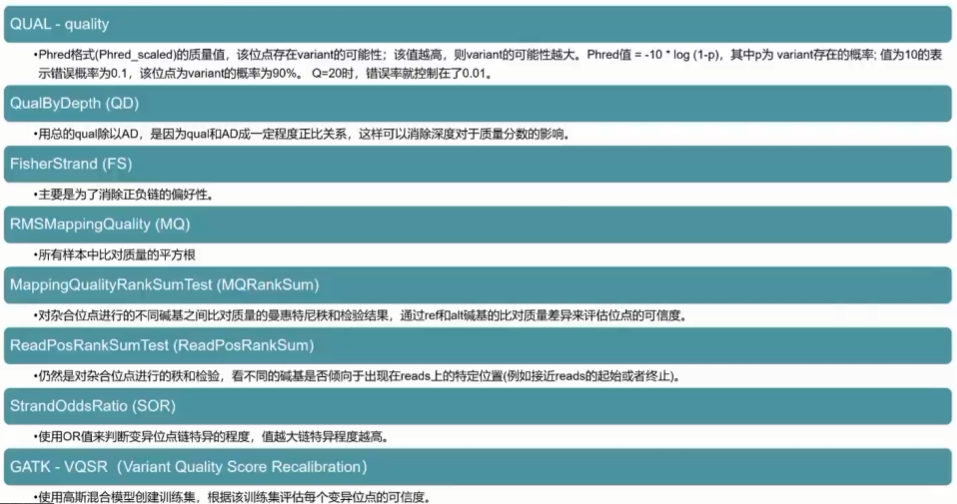 QUAL - quality
•Phred格式(Phred_scaled)的质量值，该位点存在variant的可能性；该值越高，则variant的可能性越大。Phred值 = -10 * log (1-p)，其中p为 variant存在的概率; 值为10的表
示错误概率为0.1，该位点为variant的概率为90%。 Q=20时，错误率就控制在了0.01。
QualByDepth (QD)
•用总的qual除以AD，是因为qual和AD成一定程度正比关系，这样可以消除深度对于质量分数的影响。
FisherStrand (FS)
•主要是为了消除正负链的偏好性。
RMSMappingQuality (MQ)
•所有样本中比对质量的平方根
MappingQualityRankSumTest (MQRankSum)
•对杂合位点进行的不同碱基之间比对质量的曼惠特尼秩和检验结果，通过ref和alt碱基的比对质量差异来评估位点的可信度。
ReadPosRankSumTest (ReadPosRankSum)
•仍然是对杂合位点进行的秩和检验，看不同的碱基是否倾向于出现在reads上的特定位置(例如接近reads的起始或者终止)。
StrandOddsRatio (SOR)
•使用OR值来判断变异位点链特异的程度，值越大链特异程度越高。
GATK - VQSR（Variant Quality Score Recalibration）
•使用高斯混合模型创建训练集，根据该训练集评估每个变异位点的可信度。